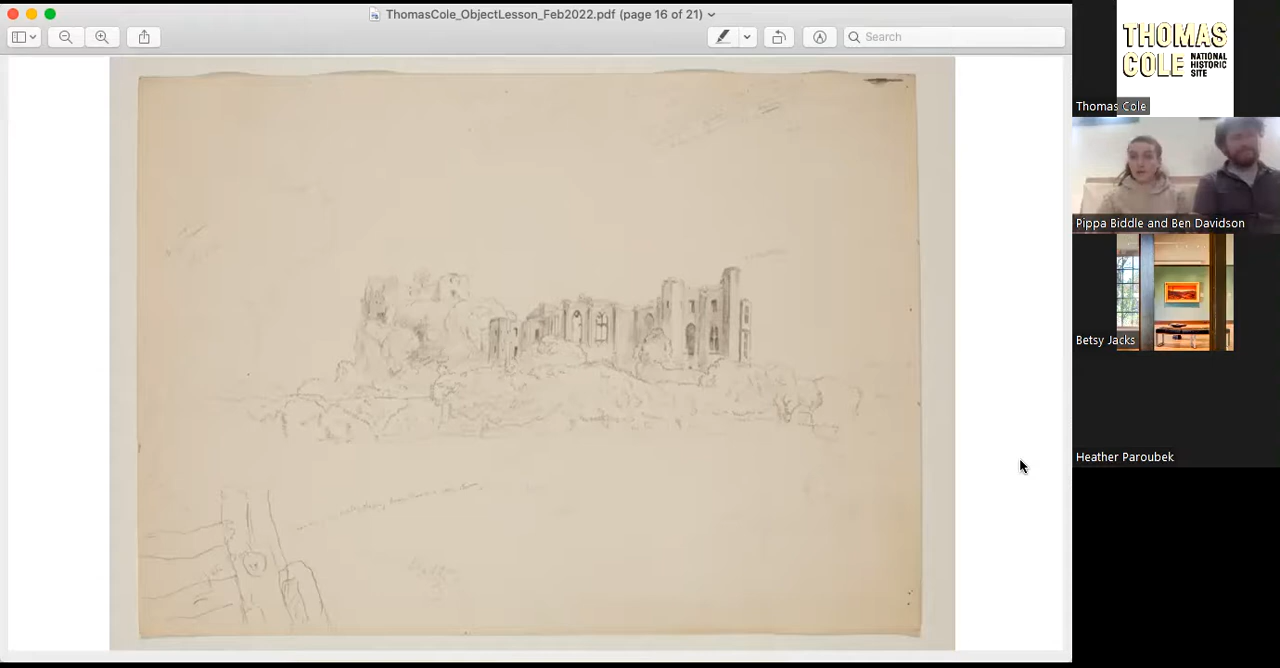 ThomasCole_ObjectLesson_Feb2022.pdf (page 16 of 21)
Search
THOMAS
COLE NATIONAL
HISTORIC
SITE
Thomas Cole
Pippa Biddle and Ben Davidson
Betsy Jacks
Heather Paroubek